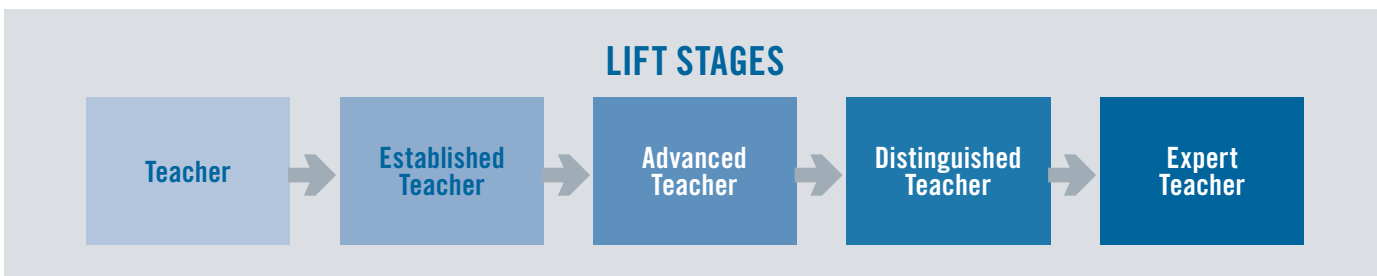 LIFT STAGES
Teacher
Established
Teacher
Advanced
Teacher
Distinguished
Teacher
Expert
Teacher